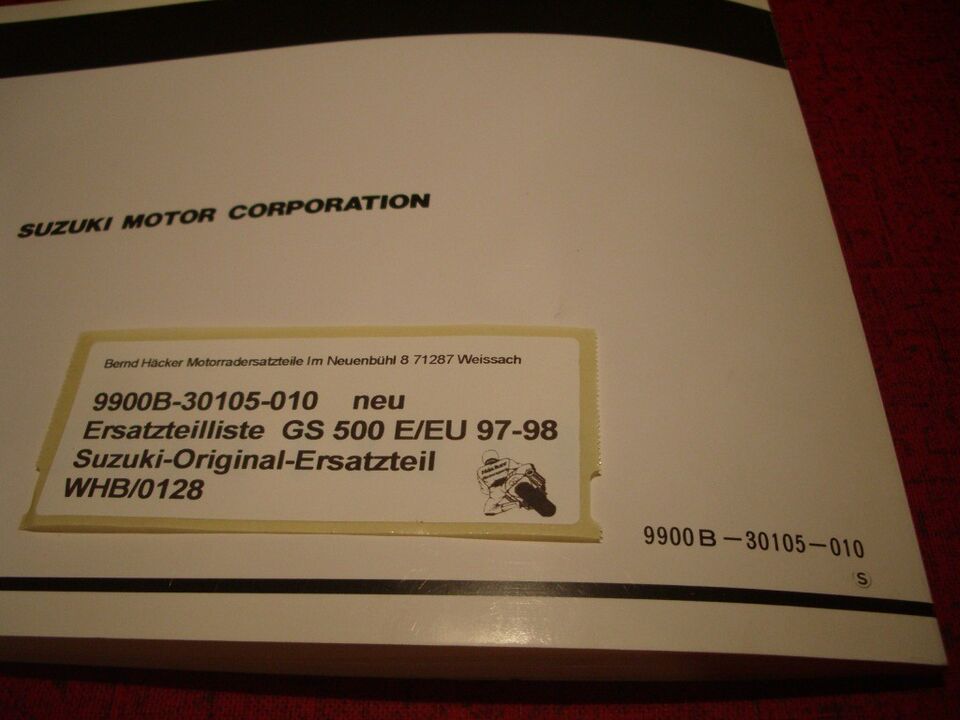 SUZUKI MOTOR CORPORATION
Bernd Häcker Motorradersatzteile Im Neuenbühl 8 71287 Weissach
9900B-30105-010 neu
Ersatzteilliste GS 500 E/EU 97-98
Suzuki-Original-Ersatzteil
WHB/0128
9900B-30105-010
S